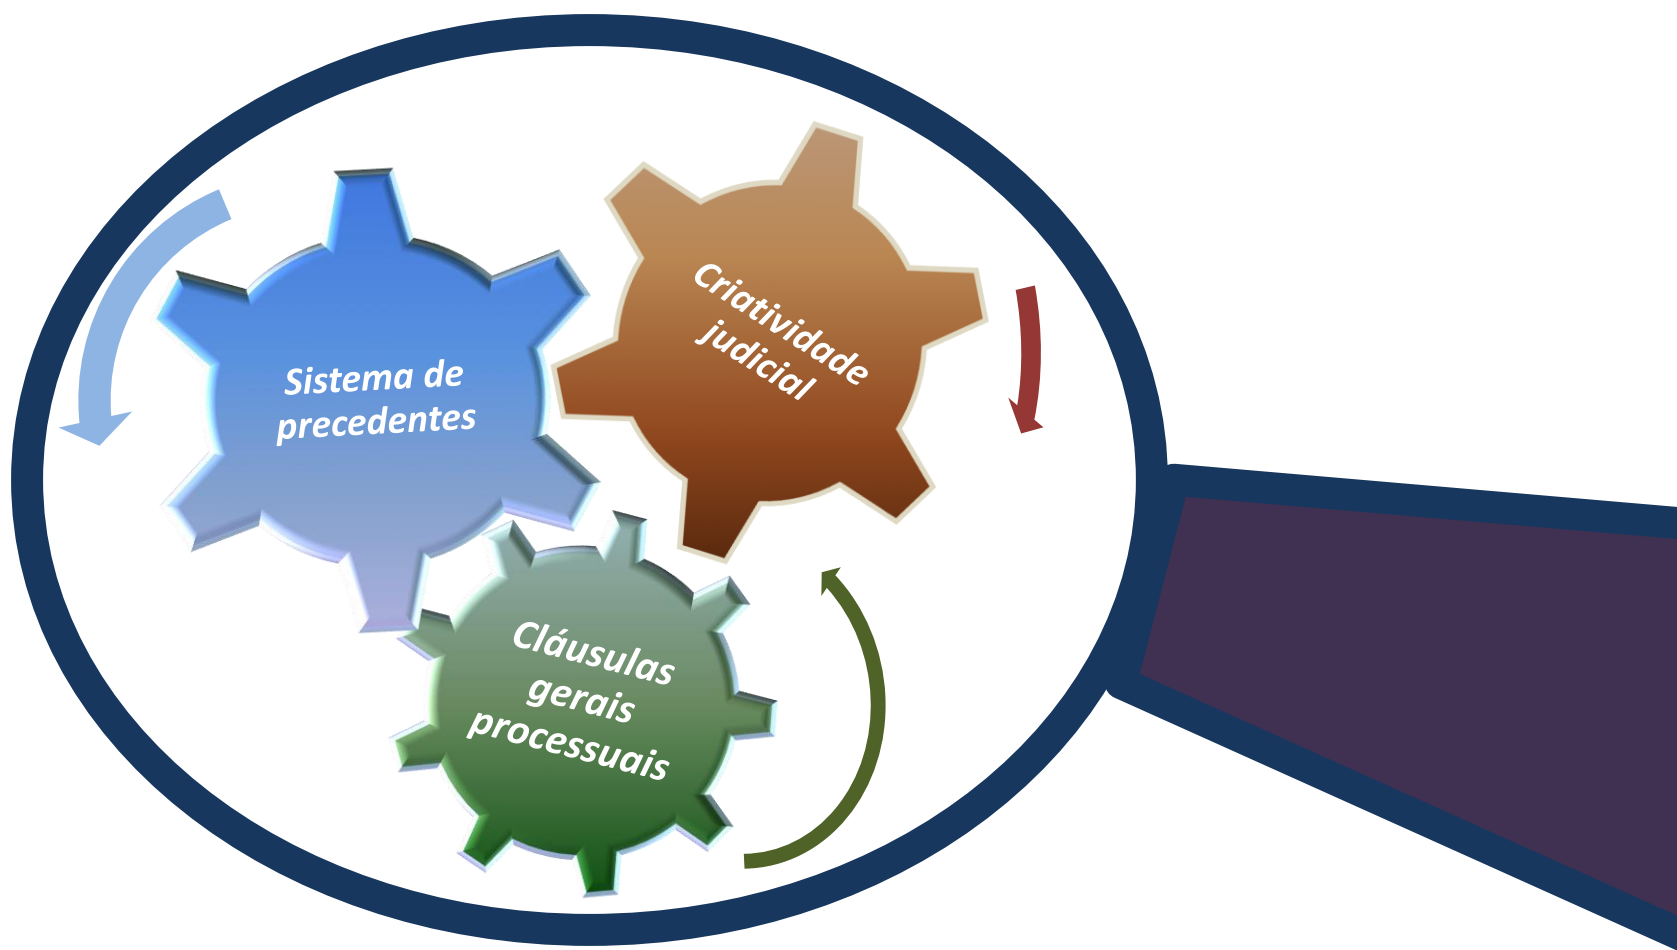 Sistema de
precedentes
Criatividade
judicial
Cláusulas
gerais
processuais